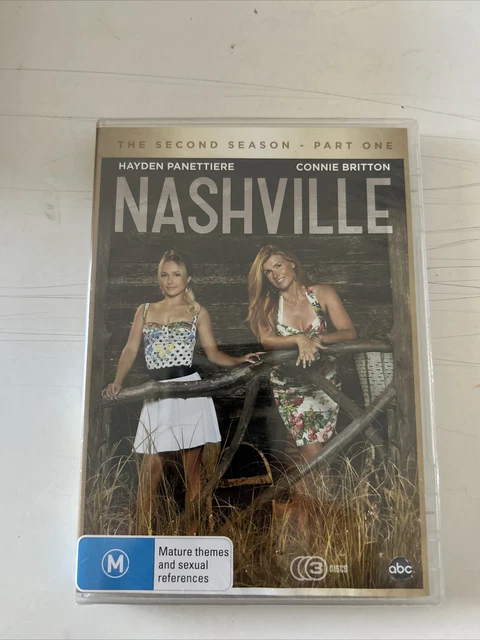 THE SECOND SEASON - PART ONE
HAYDEN PANETTIERE CONNIE BRITTON
NASHVILLE
M
Mature themes
and sexual
references
3 DISCS
abc